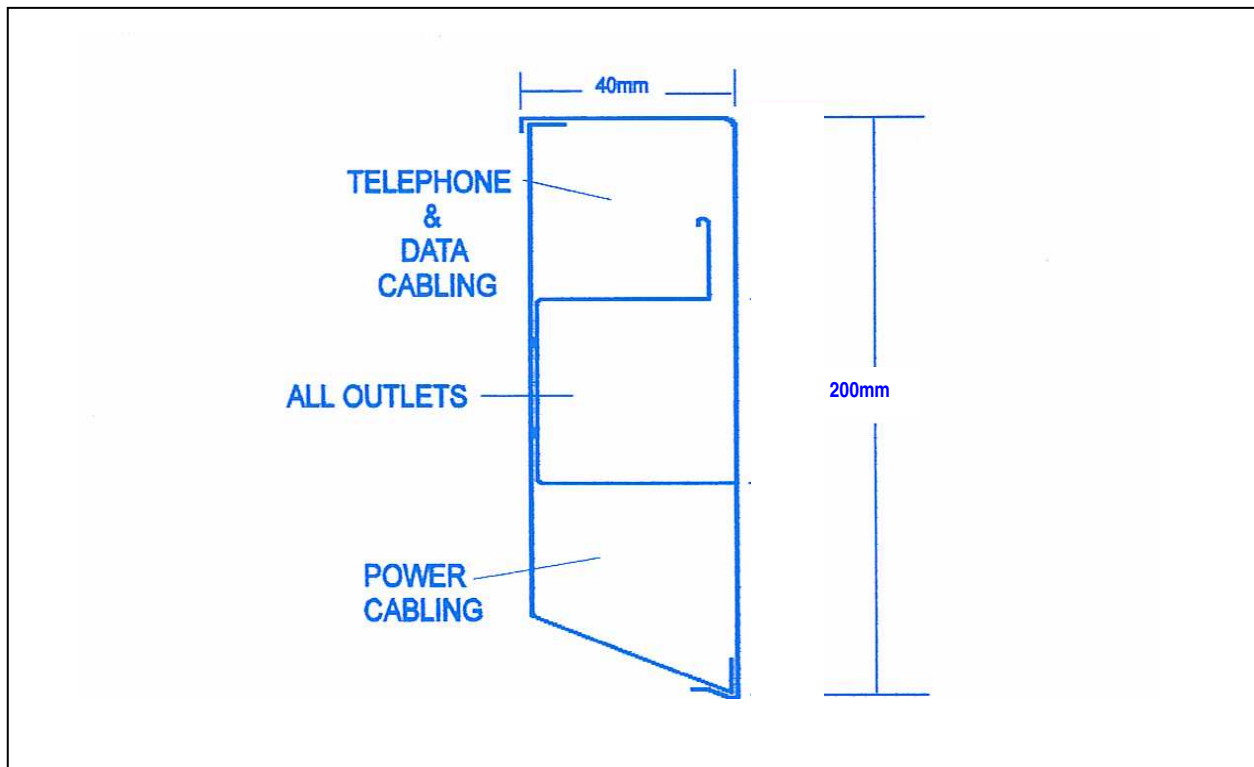 40mm
TELEPHONE
&
DATA
CABLING
ALL OUTLETS
200mm
POWER
CABLING